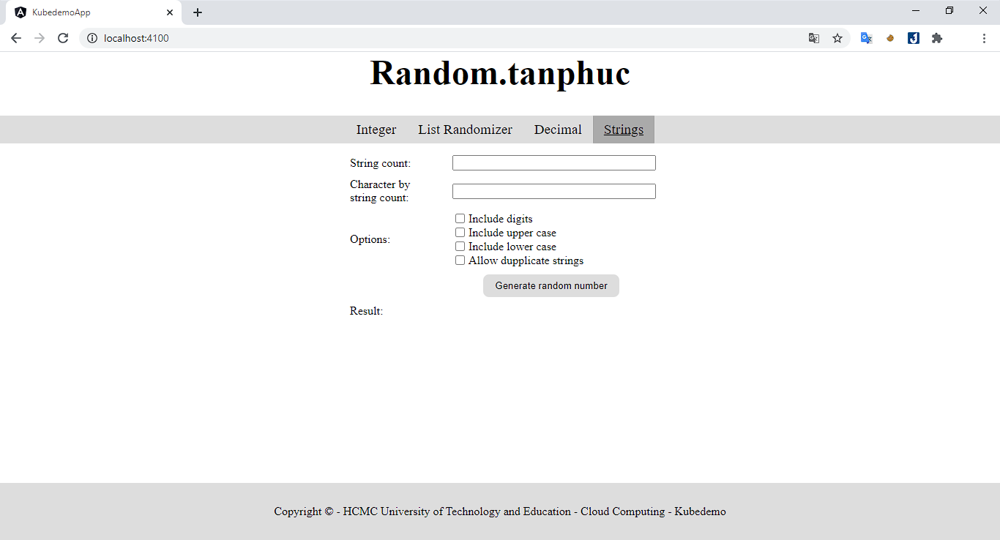 KubedemoApp
localhost:4100
Random.tanphuc
Integer List Randomizer Decimal Strings
String count:
Character by
string count:
Options:
Include digits
Include upper case
Include lower case
Allow dupplicate strings
Generate random number
Result:
Copyright © - HCMC University of Technology and Education - Cloud Computing - Kubedemo